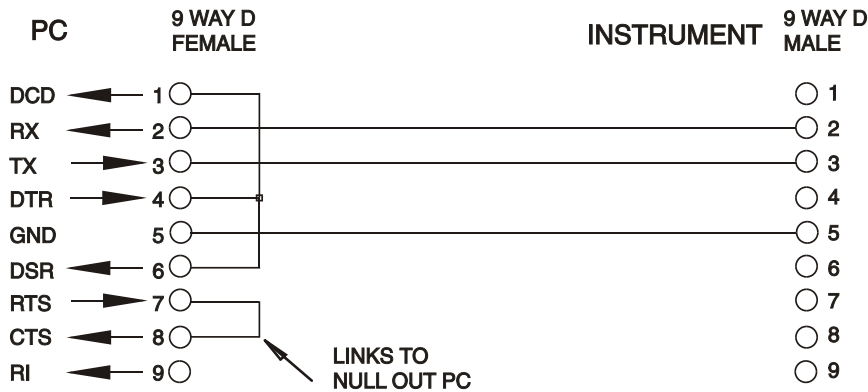 PC
9 WAY D
FEMALE
INSTRUMENT
9 WAY D
MALE
DCD 1 1
RX 2 2
TX 3 3
DTR 4 4
GND 5 5
DSR 6 6
RTS 7 7
CTS 8 8
RI 9 9
LINKS TO
NULL OUT PC